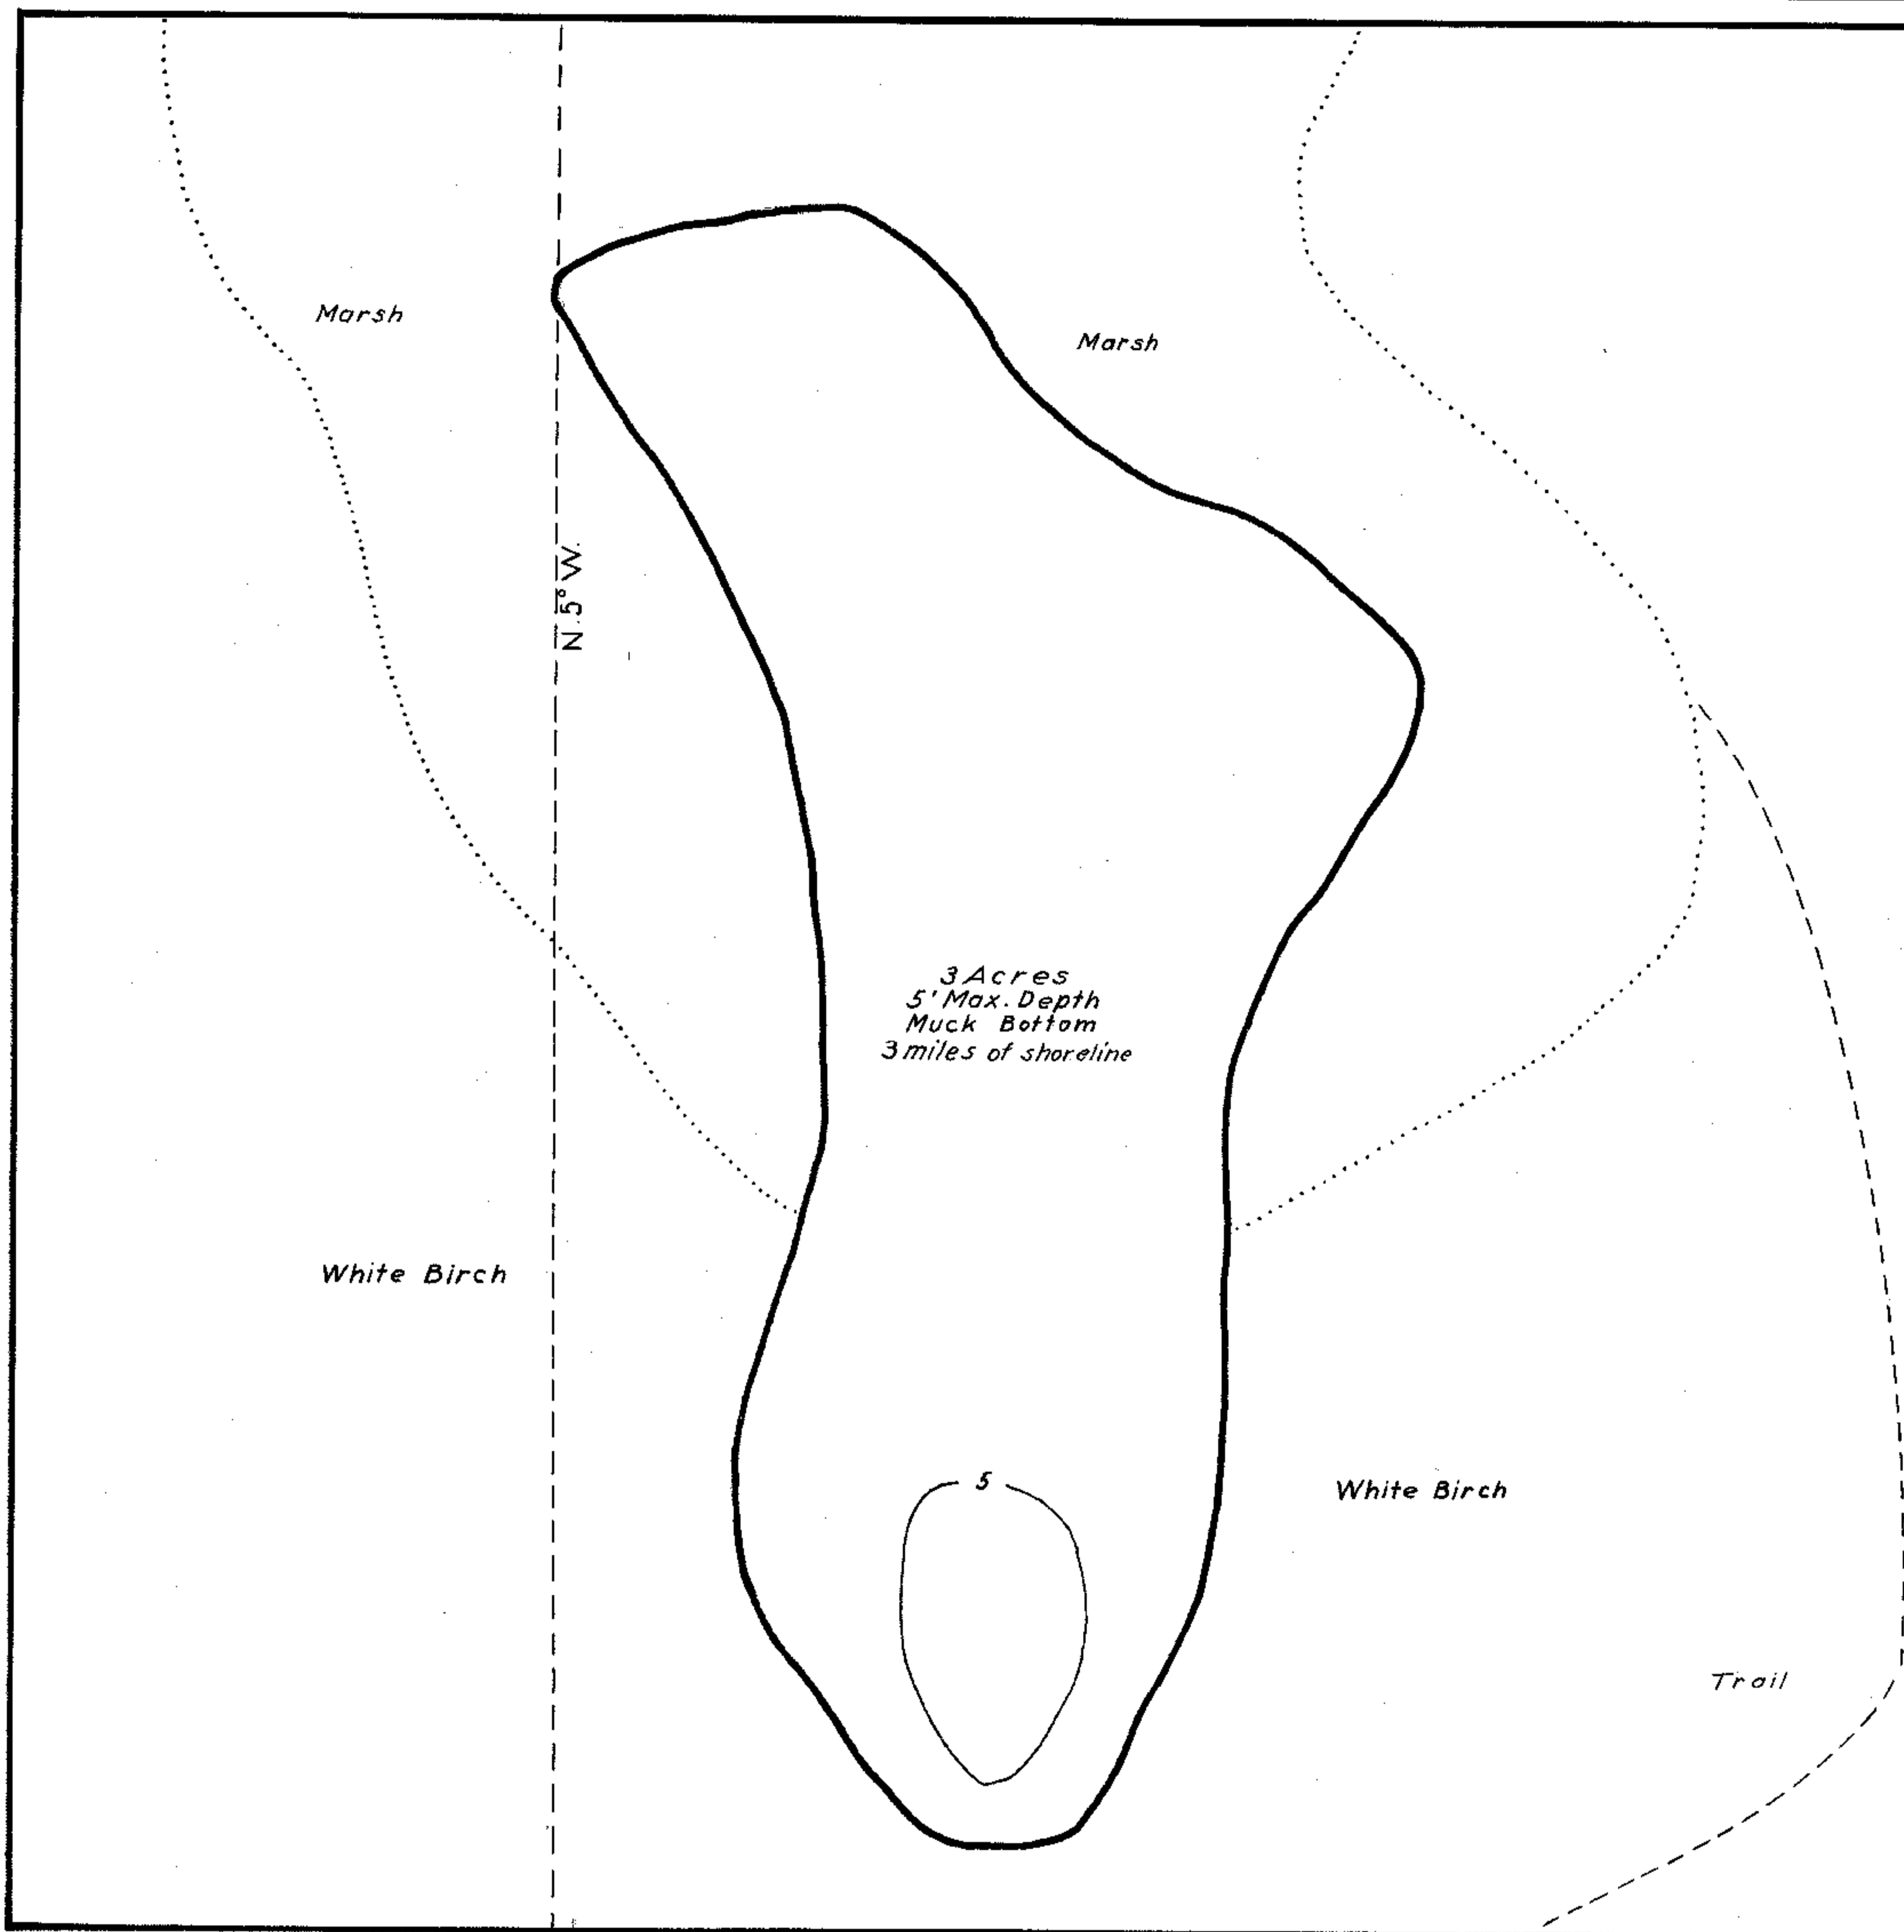 Marsh
Marsh
N. 5° W.
3 Acres
5' Max. Depth
Muck Bottom
3 miles of shoreline
White Birch
5
White Birch
Trail